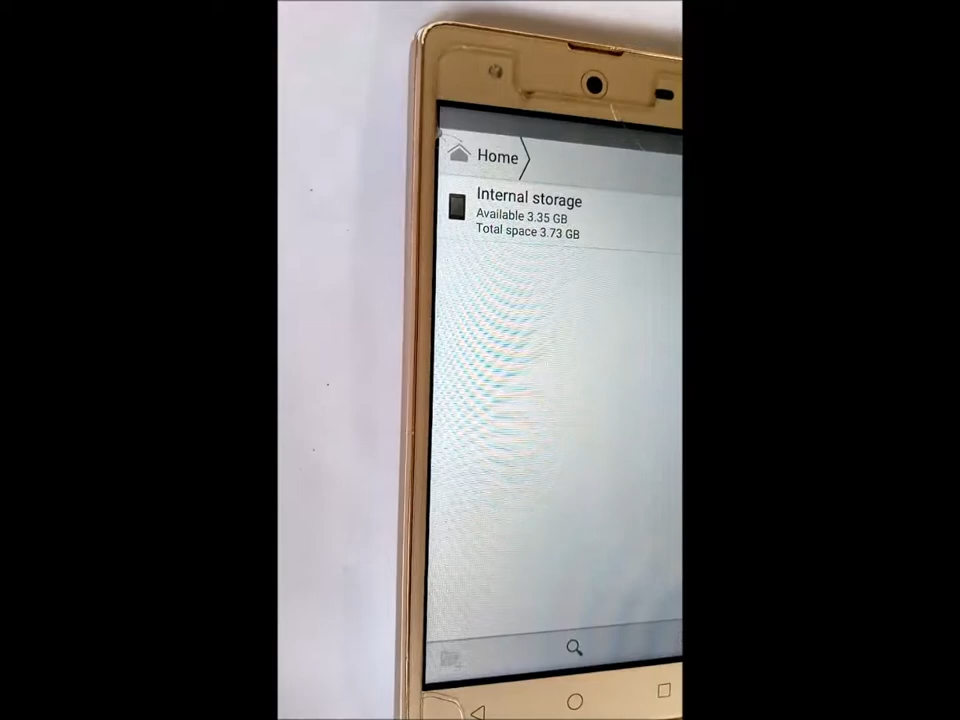 Home
Internal storage
Available 3.35 GB
Total space 3.73 GB